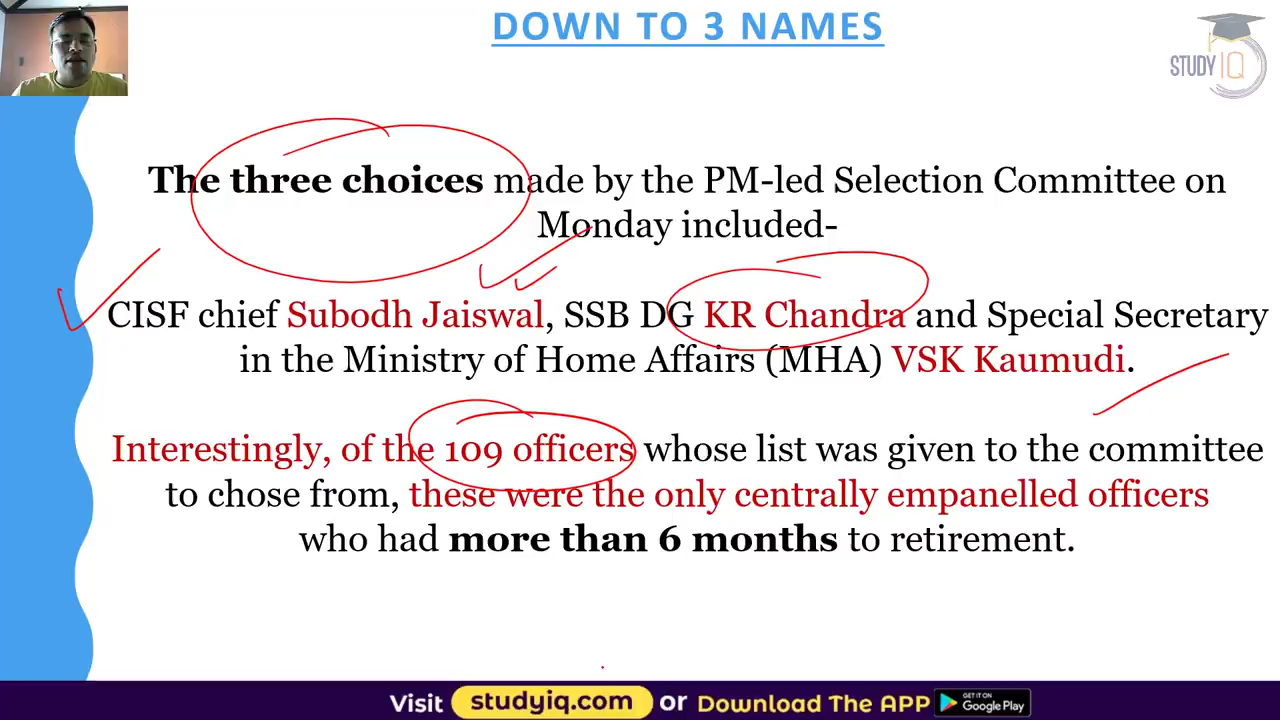 DOWN TO 3 NAMES
STUDY IQ
The three choices made by the PM-led Selection Committee on
Monday included-
CISF chief Subodh Jaiswal, SSB DG KR Chandra and Special Secretary
in the Ministry of Home Affairs (MHA) VSK Kaumudi.
Interestingly, of the 109 officers whose list was given to the committee
to chose from, these were the only centrally empanelled officers
who had more than 6 months to retirement.
Visit studyiq.com or Download The APP GET IT ON Google Play